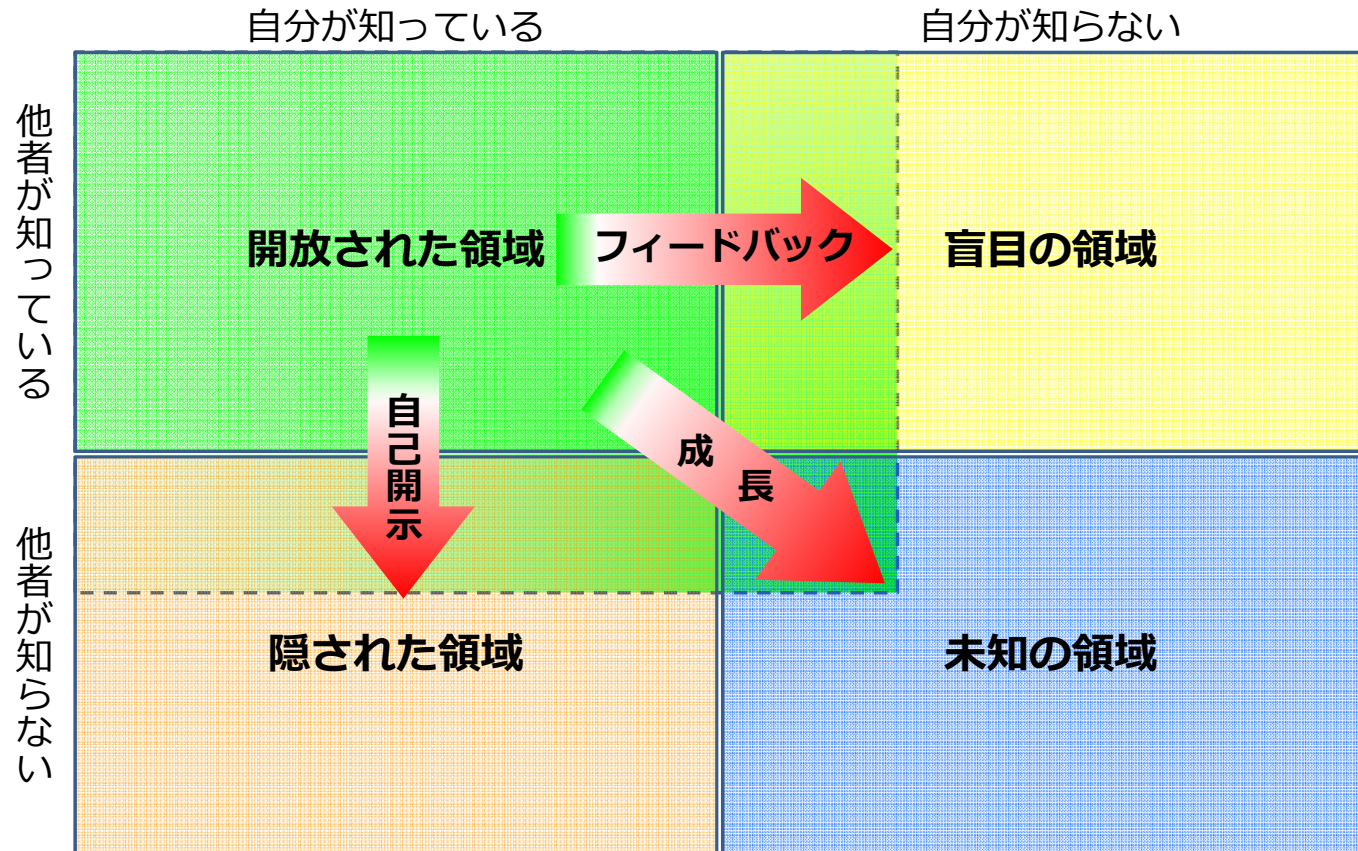 自分が知っている
自分が知らない
他者が知っている
開放された領域
フィードバック
盲目の領域
自己開示
成長
他者が知らない
隠された領域
未知の領域